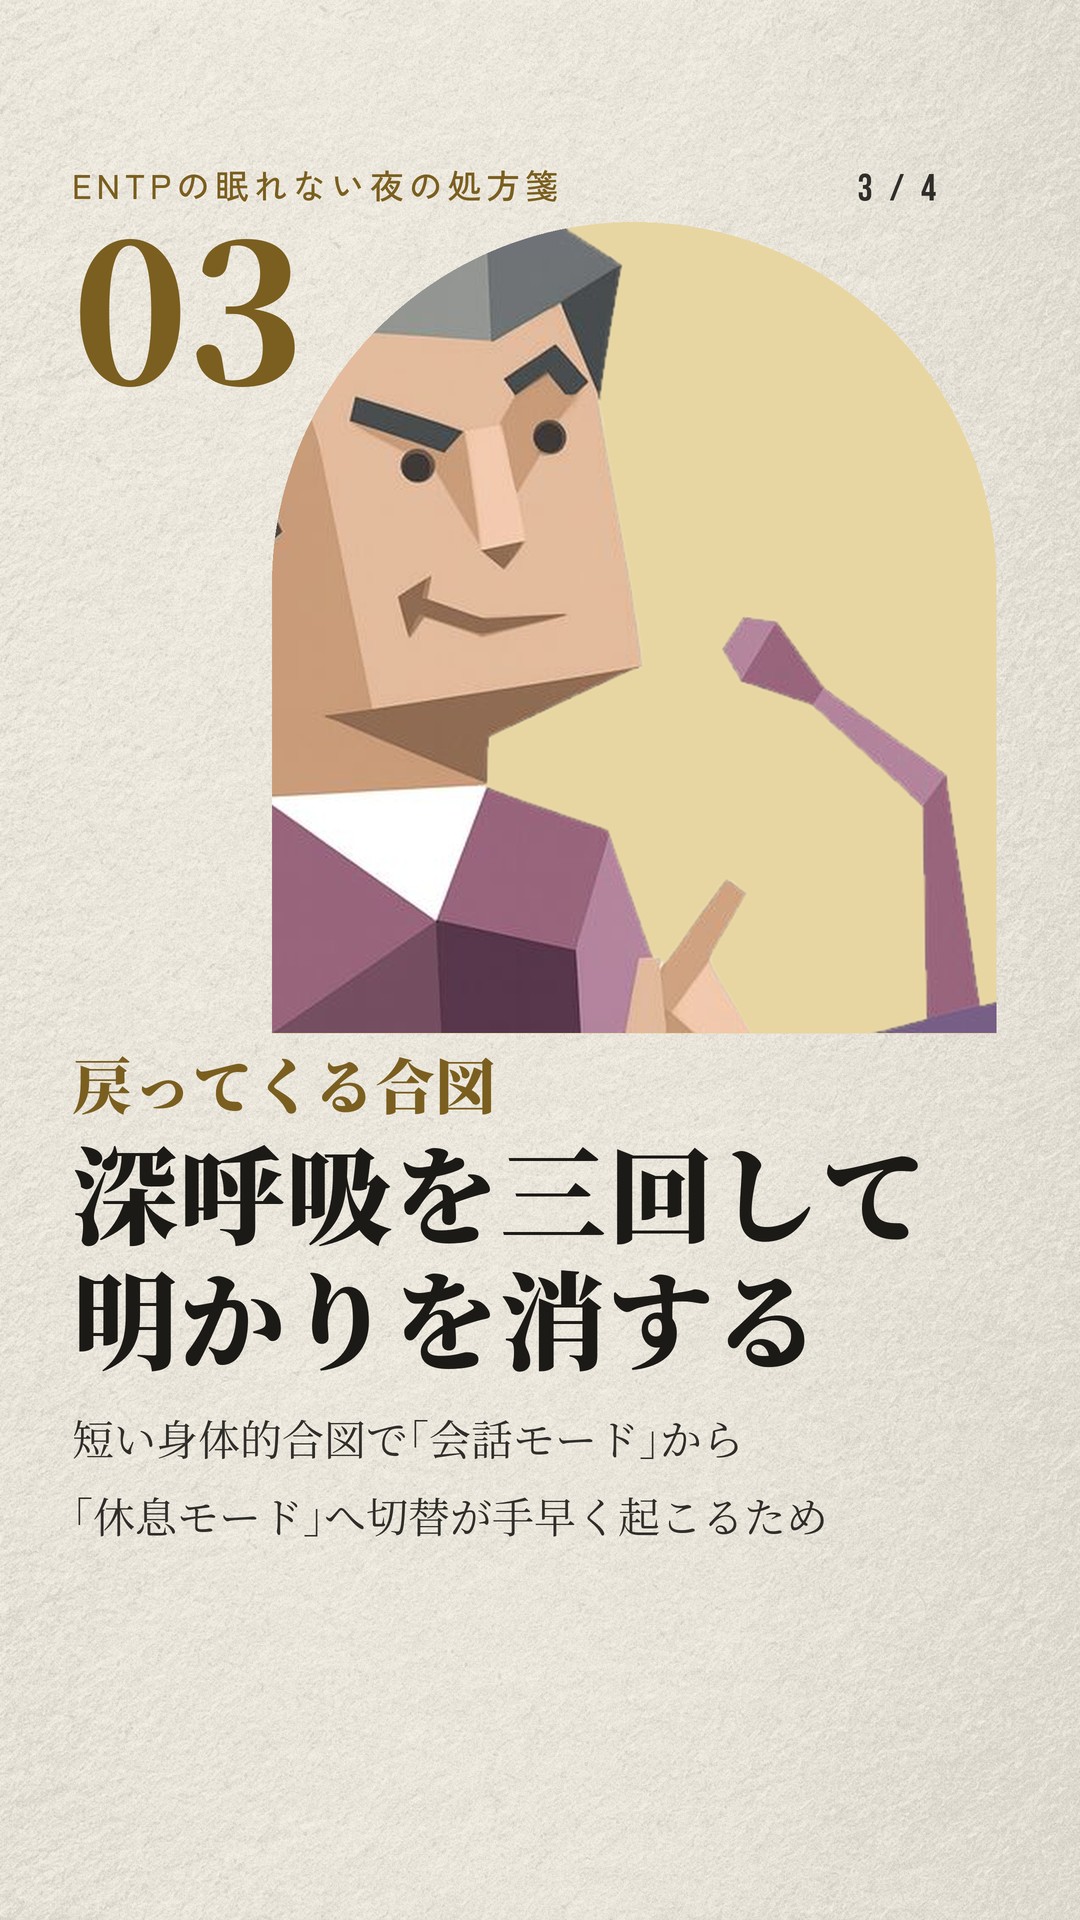 ENTPの眠れない夜の処方箋
3 / 4
03
戻ってくる合図
深呼吸を三回して
明かりを消する
短い身体的合図で「会話モード」から
「休息モード」へ切替が手早く起こるため